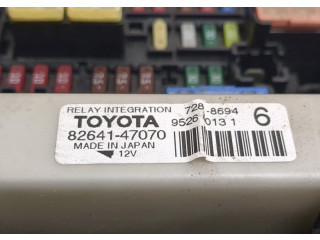 RELAY INTEGRATION 728 -8694
TOYOTA 9526 013 1 6
82641-47070
MADE IN JAPAN 12V